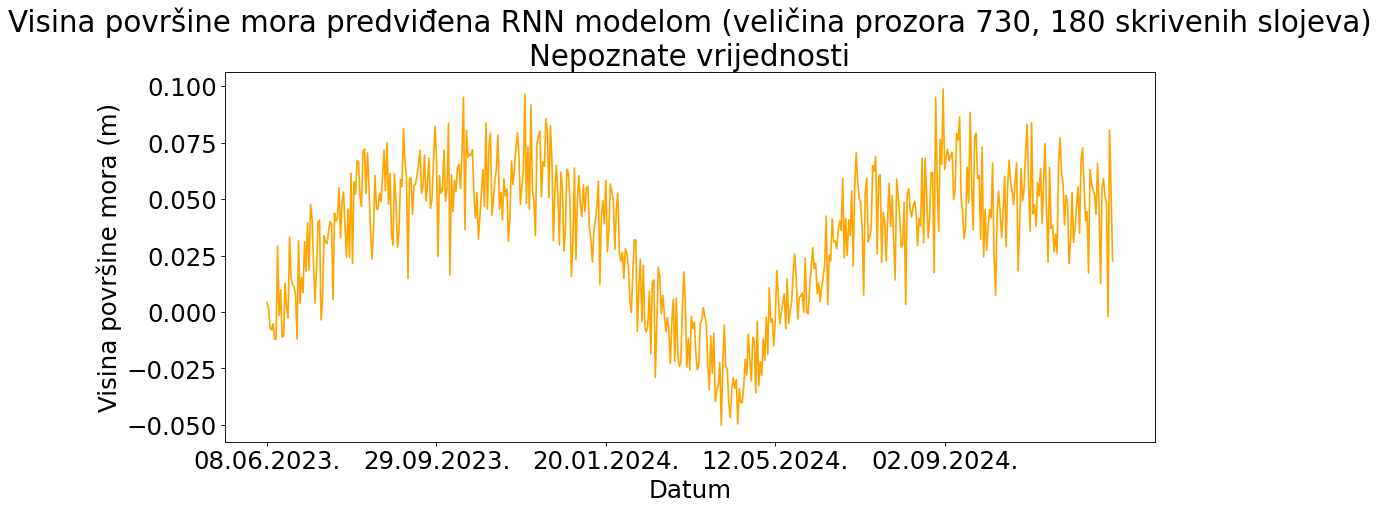 Visina površine mora predviđena RNN modelom (veličina prozora 730, 180 skrivenih slojeva)
Nepoznate vrijednosti
Visina površine mora (m)
0.100
0.075
0.050
0.025
0.000
−0.025
−0.050
08.06.2023. 29.09.2023. 20.01.2024. 12.05.2024. 02.09.2024.
Datum